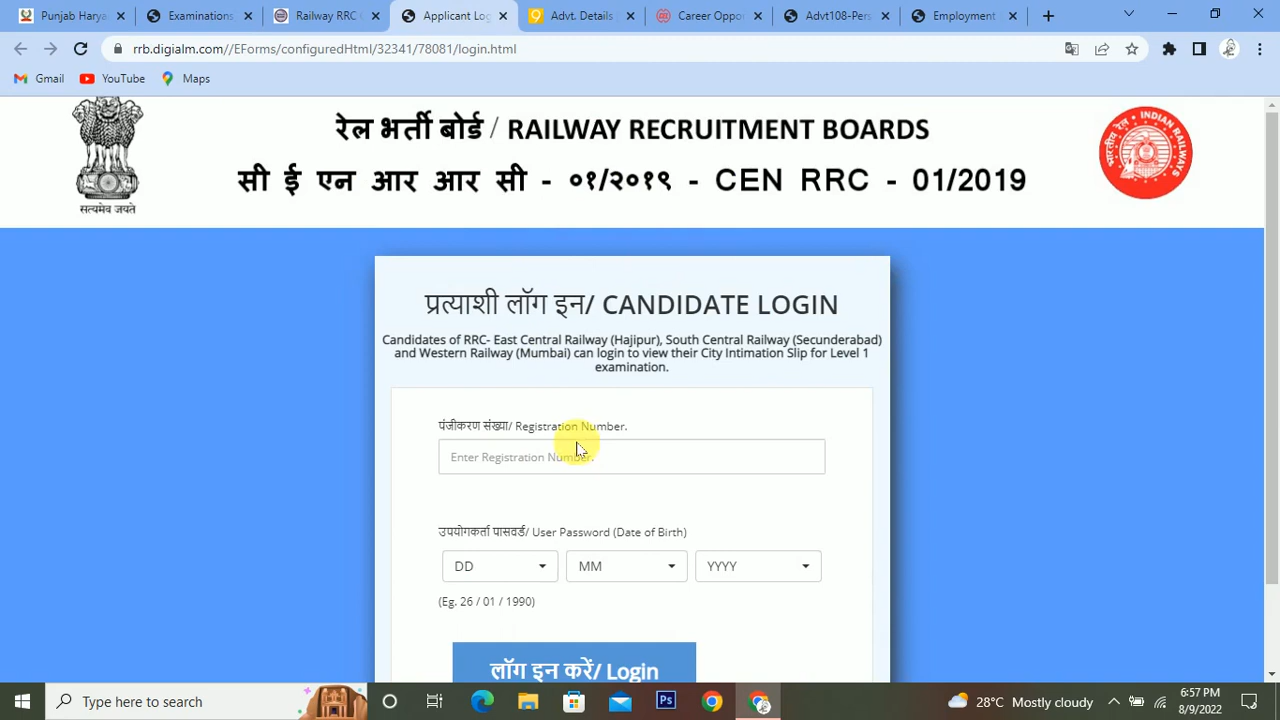 Punjab Harya
Examinations
Railway RRC
Applicant Log
Advt. Details
Career Oppo
Advt108-Pers
Employment
rrb.digialm.com//EForms/configuredHtml/32341/78081/login.html
Gmail YouTube Maps
रेल भर्ती बोर्ड / RAILWAY RECRUITMENT BOARDS
सी ई एन आर आर सी - ०१/२०१९ - CEN RRC - 01/2019
सत्यमेव जयते
भारतीय रेल INDIAN RAILWAYS
प्रत्याशी लॉग इन/ CANDIDATE LOGIN
Candidates of RRC- East Central Railway (Hajipur), South Central Railway (Secunderabad)
and Western Railway (Mumbai) can login to view their City Intimation Slip for Level 1
examination.
पंजीकरण संख्या/ Registration Number.
Enter Registration Number.
उपयोगकर्ता पासवर्ड/ User Password (Date of Birth)
DD MM YYYY
(Eg. 26 / 01 / 1990)
लॉग इन करें/ Login
Type here to search
Ps
28°C Mostly cloudy
6:57 PM
8/9/2022